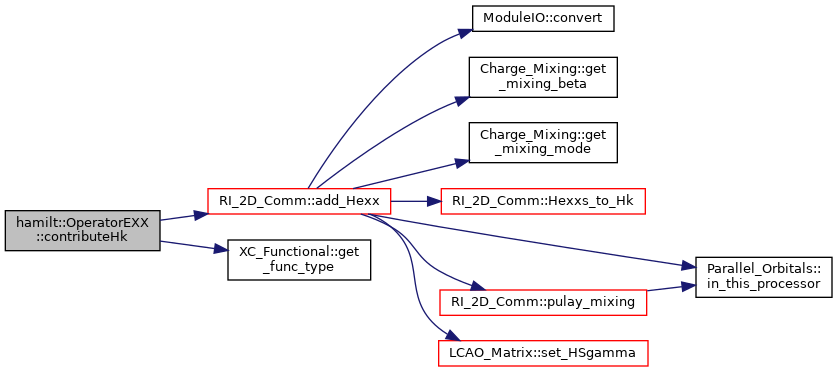 hamilt::OperatorEXX
::contributeHk
RI_2D_Comm::add_Hexx
XC_Functional::get
_func_type
ModuleIO::convert
Charge_Mixing::get
_mixing_beta
Charge_Mixing::get
_mixing_mode
RI_2D_Comm::Hexxs_to_Hk
RI_2D_Comm::pulay_mixing
LCAO_Matrix::set_HSgamma
Parallel_Orbitals::
in_this_processor